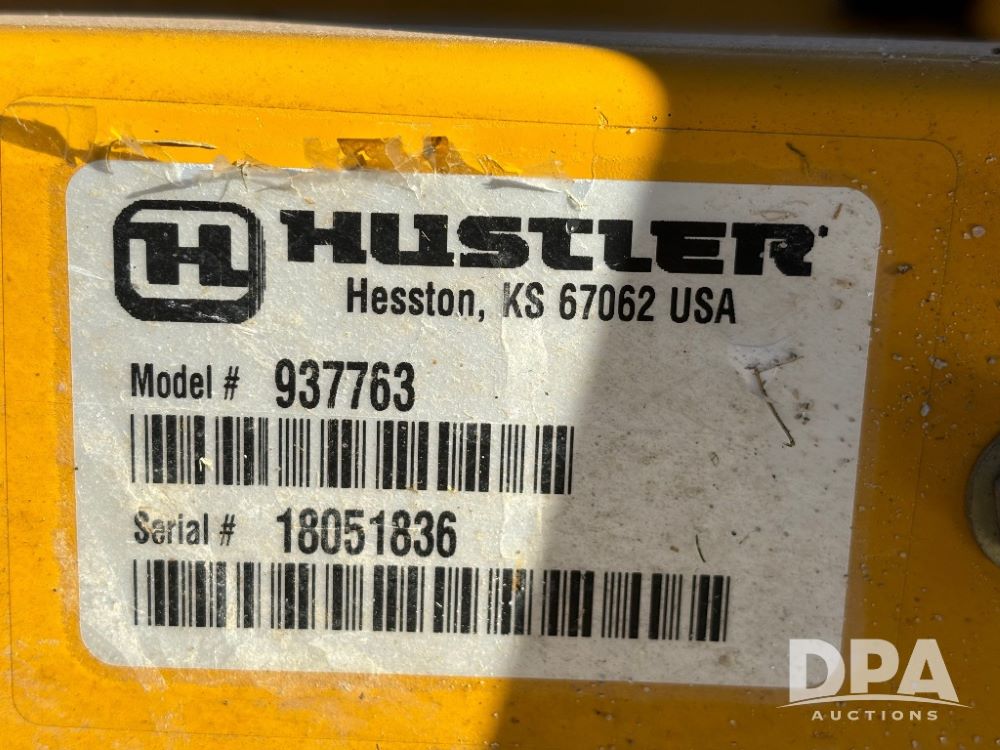 H HUSTLER
Hesston, KS 67062 USA
Model # 937763
Serial # 18051836
DPA
AUCTIONS